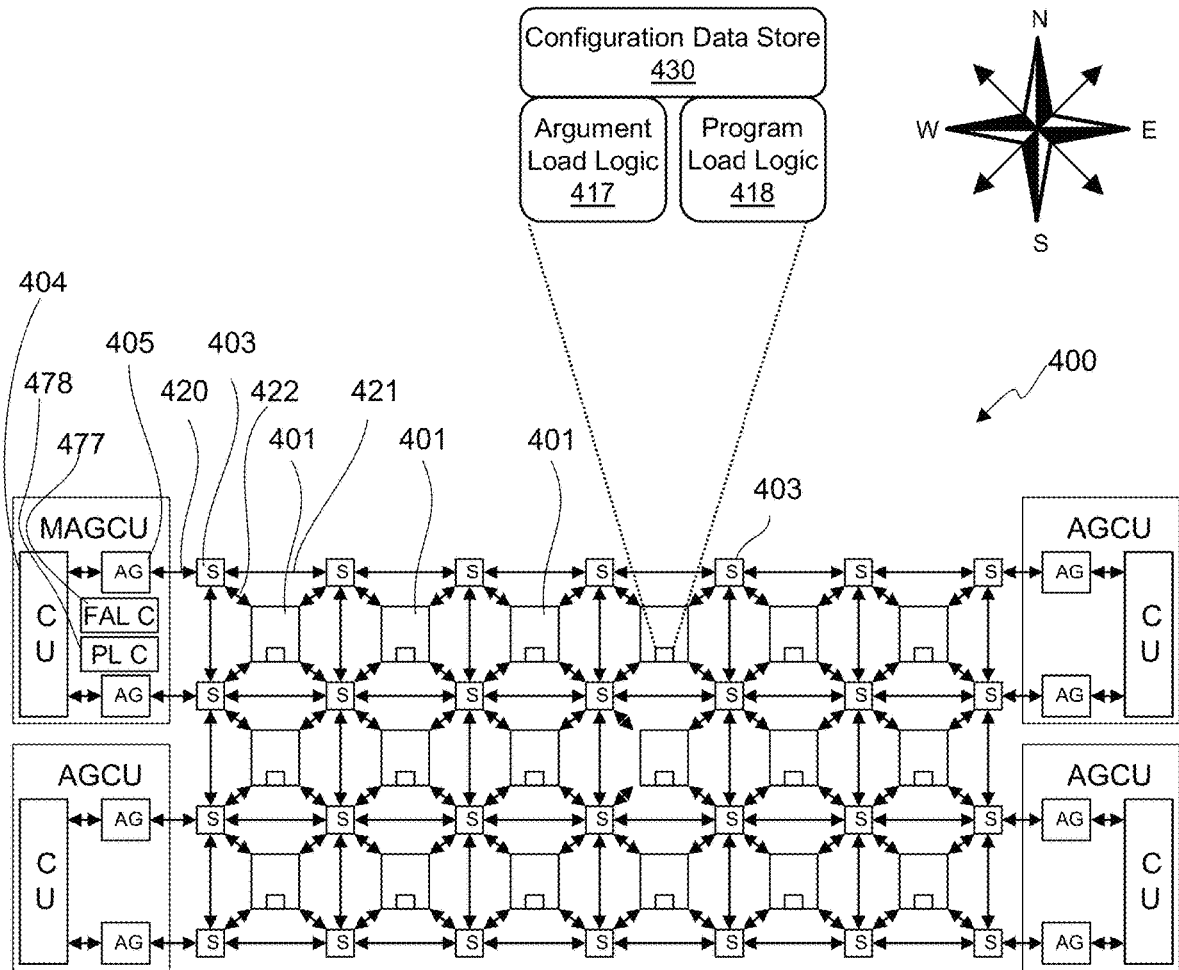 Configuration Data Store
430
Argument
Load Logic
417
Program
Load Logic
418
N
W
E
S
404
478
477
405
420
403
422
421
401
401
401
403
400
MAGCU
C
U
AG
FAL C
PL C
AG
AGCU
AG
C
U
AG
S S S S S S S
S S S S S S S
AGCU
C
U
AG
AG
AGCU
AG
C
U
AG
S S S S S S S
S S S S S S S